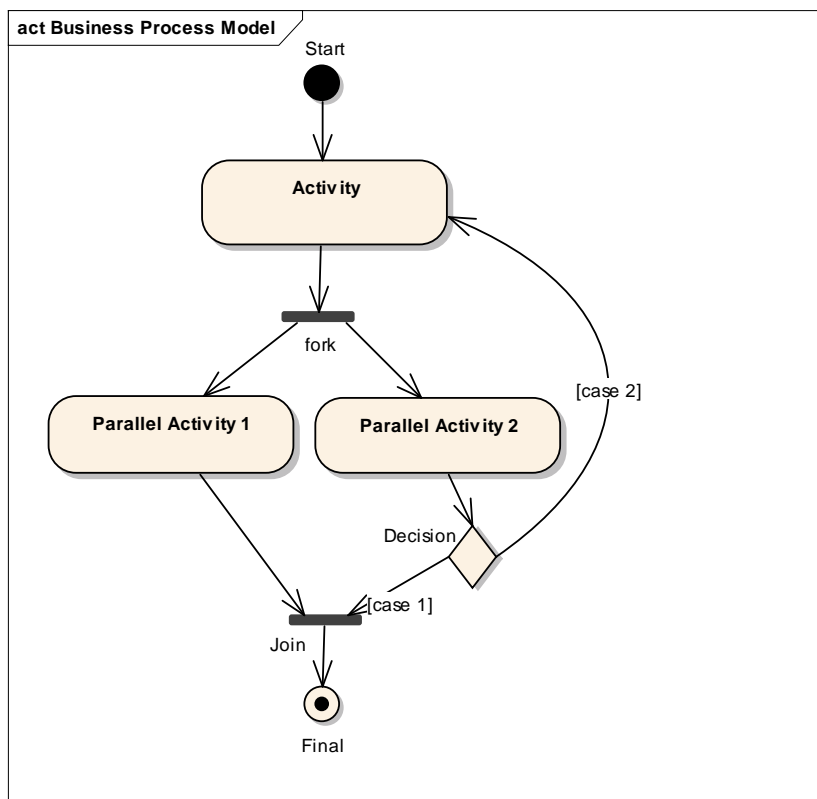 act Business Process Model
Start
Activity
fork
[case 2]
Parallel Activity 1
Parallel Activity 2
Decision
[case 1]
Join
Final